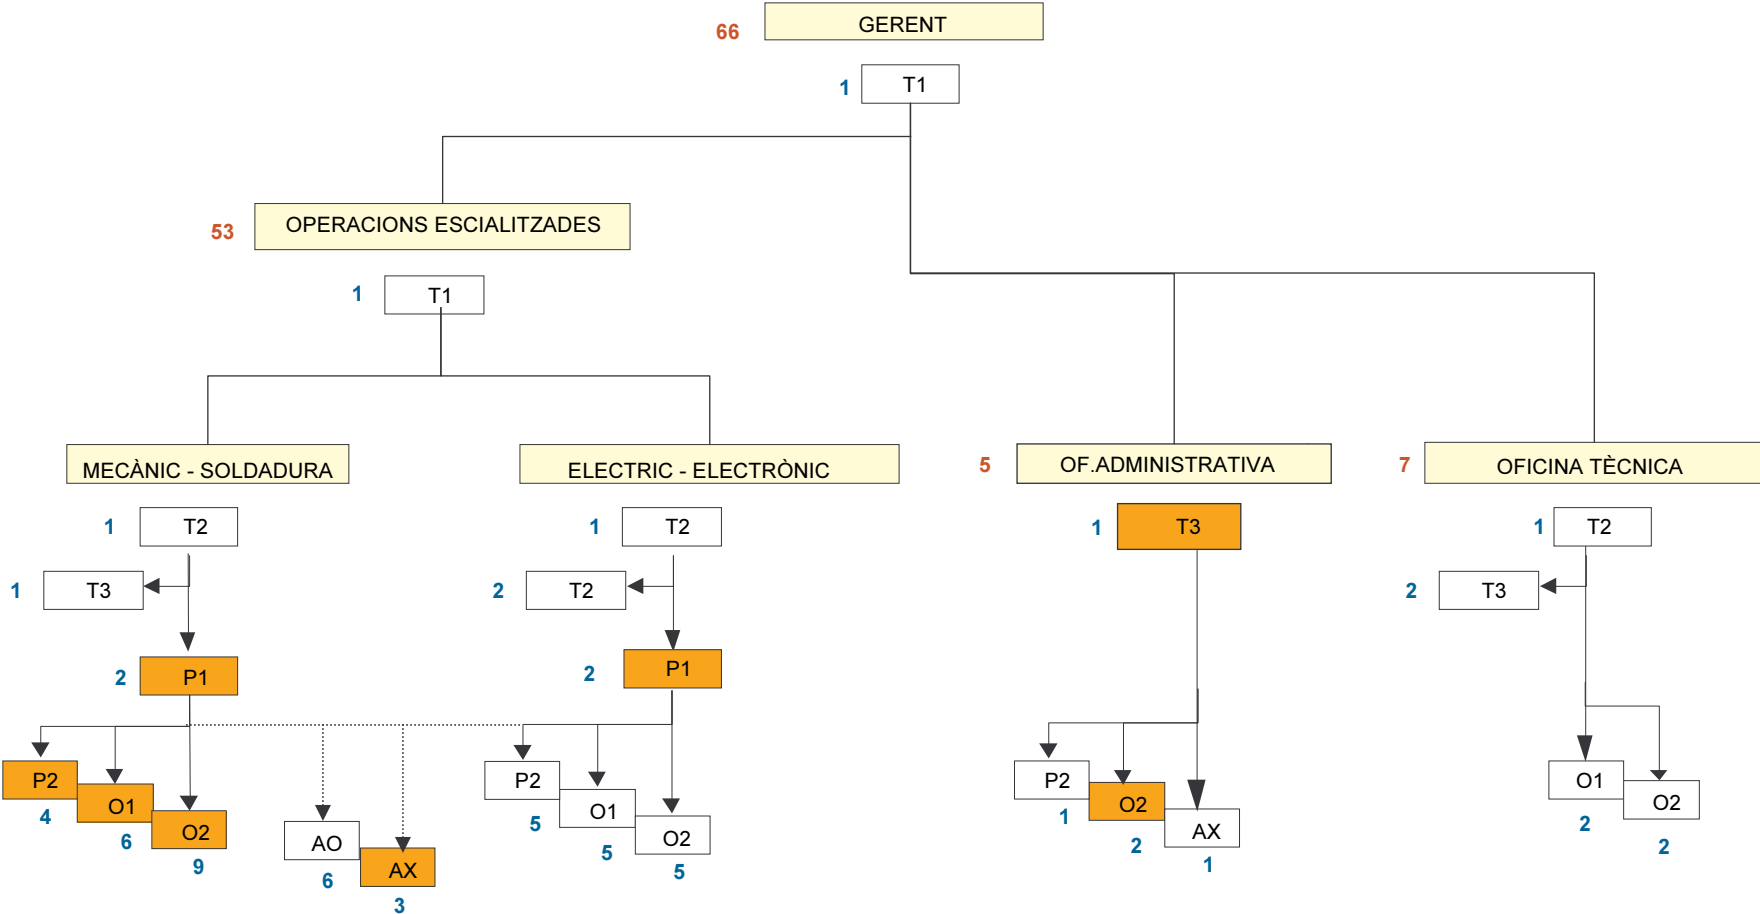 GERENT
66
T1
1
OPERACIONS ESCIALITZADES
53
T1
1
MECÀNIC - SOLDADURA
ELECTRIC - ELECTRÒNIC
5
OF.ADMINISTRATIVA
7
OFICINA TÈCNICA
1
T2
1
T2
1
T3
1
T2
1
T3
2
T2
2
T3
2
P1
2
P1
P2
4
O1
6
O2
9
AO
6
AX
3
P2
5
O1
5
O2
5
P2
1
O2
2
AX
1
O1
2
O2
2